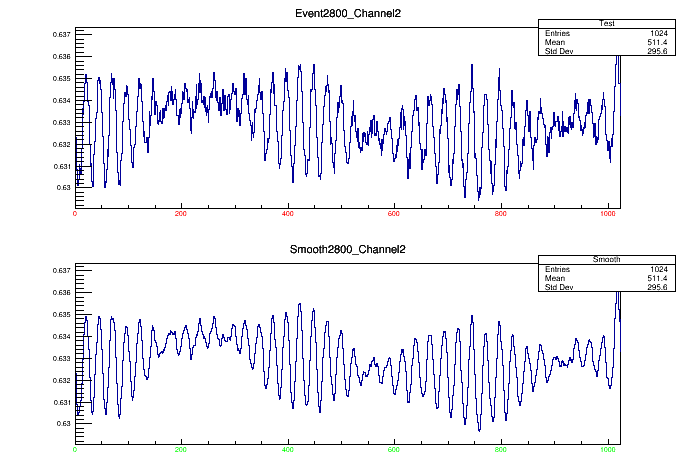 Event2800_Channel2
Test
Entries 1024
Mean 511.4
Std Dev 295.6
0.637
0.636
0.635
0.634
0.633
0.632
0.631
0.63
0 200 400 600 800 1000
Smooth2800_Channel2
Smooth
Entries 1024
Mean 511.4
Std Dev 295.6
0.637
0.636
0.635
0.634
0.633
0.632
0.631
0.63
0 200 400 600 800 1000